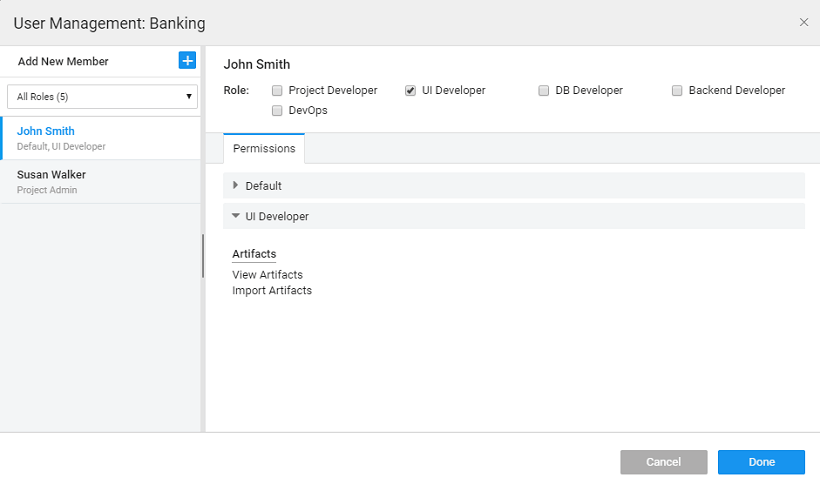 User Management: Banking
Add New Member
All Roles (5)
John Smith
Default, UI Developer
Susan Walker
Project Admin
John Smith
Role: Project Developer UI Developer DB Developer Backend Developer
DevOps
Permissions
Default
UI Developer
Artifacts
View Artifacts
Import Artifacts
Cancel Done